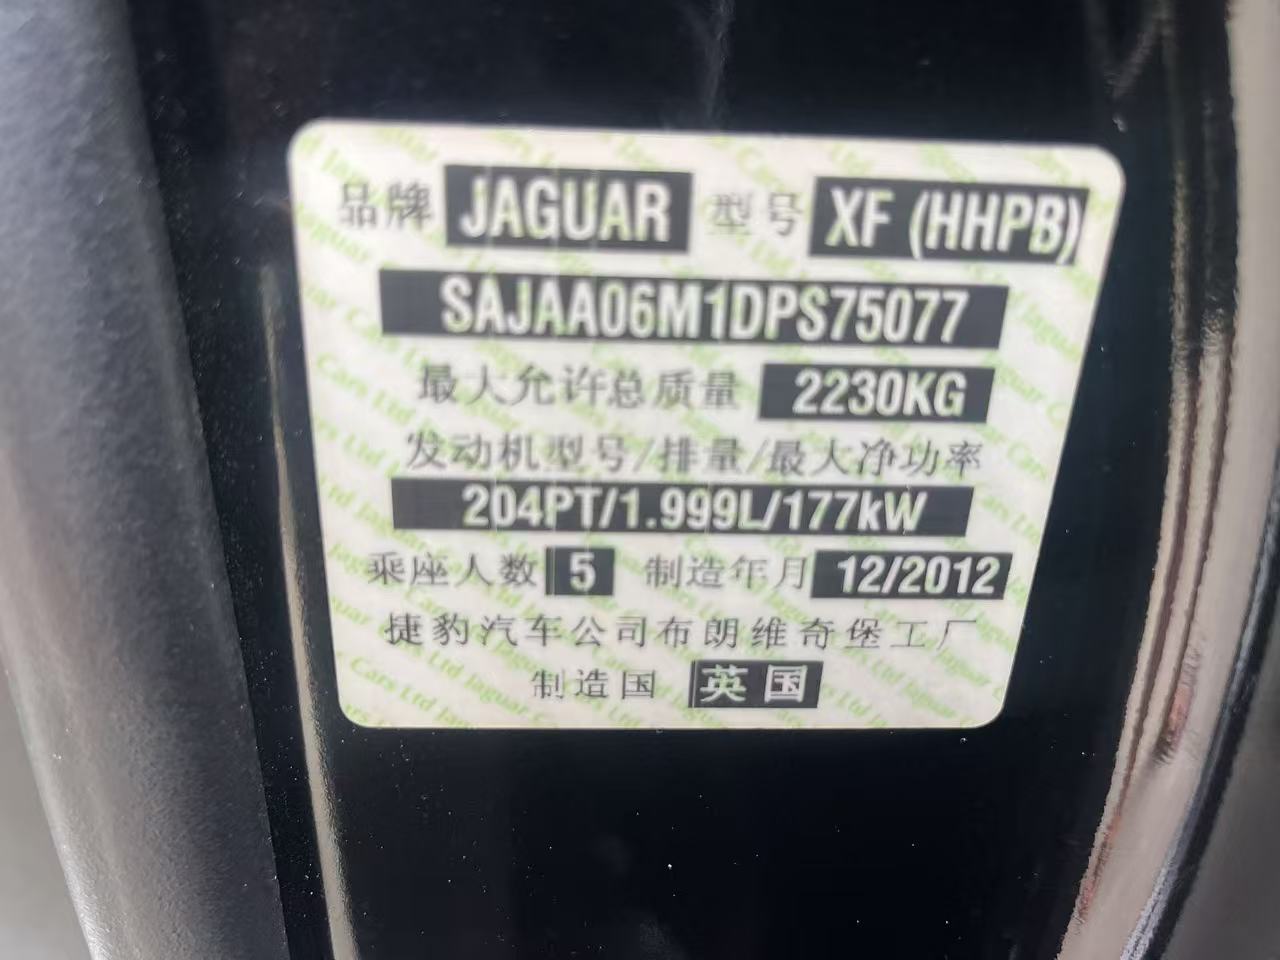 品牌 JAGUAR 型号 XF (HHPB)
SAJAA06M1DPS75077
最大允许总质量 2230KG
发动机型号/排量/最大净功率
204PT/1.999L/177kW
乘座人数 5 制造年月 12/2012
捷豹汽车公司布朗维奇堡工厂
制造国 英国